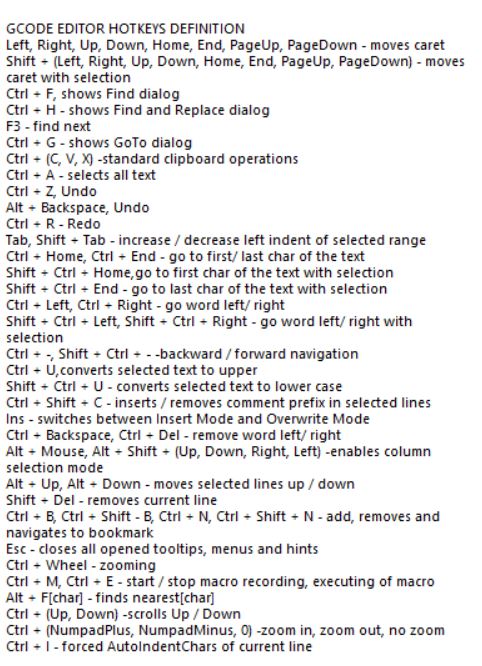 GCODE EDITOR HOTKEYS DEFINITION
Left, Right, Up, Down, Home, End, PageUp, PageDown - moves caret
Shift + (Left, Right, Up, Down, Home, End, PageUp, PageDown) - moves
caret with selection
Ctrl + F, shows Find dialog
Ctrl + H - shows Find and Replace dialog
F3 - find next
Ctrl + G - shows GoTo dialog
Ctrl + (C, V, X) -standard clipboard operations
Ctrl + A - selects all text
Ctrl + Z, Undo
Alt + Backspace, Undo
Ctrl + R - Redo
Tab, Shift + Tab - increase / decrease left indent of selected range
Ctrl + Home, Ctrl + End - go to first/ last char of the text
Shift + Ctrl + Home,go to first char of the text with selection
Shift + Ctrl + End - go to last char of the text with selection
Ctrl + Left, Ctrl + Right - go word left/ right
Shift + Ctrl + Left, Shift + Ctrl + Right - go word left/ right with
selection
Ctrl + -, Shift + Ctrl + - -backward / forward navigation
Ctrl + U,converts selected text to upper
Shift + Ctrl + U - converts selected text to lower case
Ctrl + Shift + C - inserts / removes comment prefix in selected lines
Ins - switches between Insert Mode and Overwrite Mode
Ctrl + Backspace, Ctrl + Del - remove word left/ right
Alt + Mouse, Alt + Shift + (Up, Down, Right, Left) -enables column
selection mode
Alt + Up, Alt + Down - moves selected lines up / down
Shift + Del - removes current line
Ctrl + B, Ctrl + Shift - B, Ctrl + N, Ctrl + Shift + N - add, removes and
navigates to bookmark
Esc - closes all opened tooltips, menus and hints
Ctrl + Wheel - zooming
Ctrl + M, Ctrl + E - start / stop macro recording, executing of macro
Alt + F[char] - finds nearest[char]
Ctrl + (Up, Down) -scrolls Up / Down
Ctrl + (NumpadPlus, NumpadMinus, 0) -zoom in, zoom out, no zoom
Ctrl + I - forced AutoIndentChars of current line